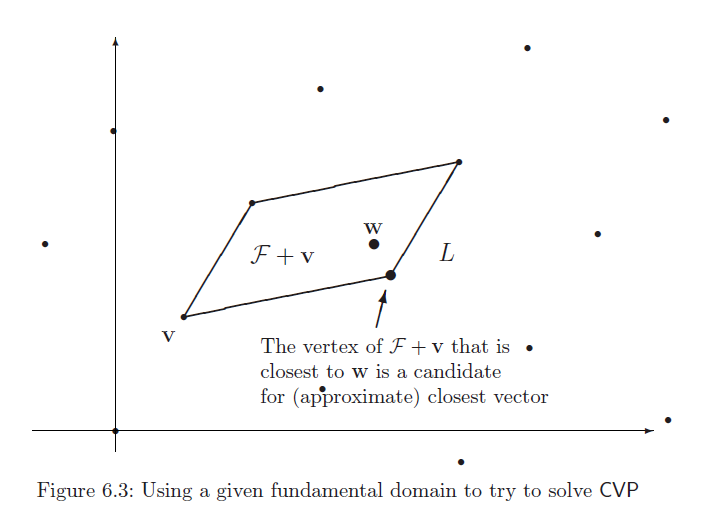 w
𝓕 + v
L
v
The vertex of 𝓕 + v that is
closest to w is a candidate
for (approximate) closest vector
Figure 6.3: Using a given fundamental domain to try to solve CVP